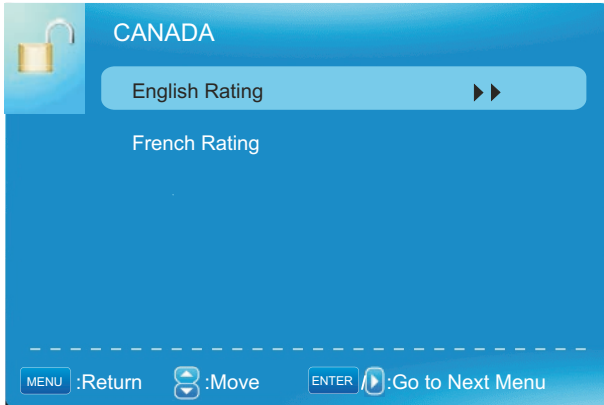 CANADA
English Rating
French Rating
MENU :Return :Move ENTER / :Go to Next Menu